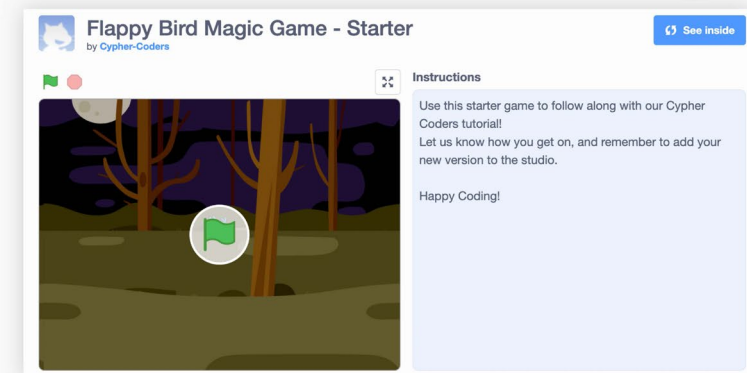 Flappy Bird Magic Game - Starter
by Cypher-Coders
See inside
Instructions
Use this starter game to follow along with our Cypher
Coders tutorial!
Let us know how you get on, and remember to add your
new version to the studio.
Happy Coding!